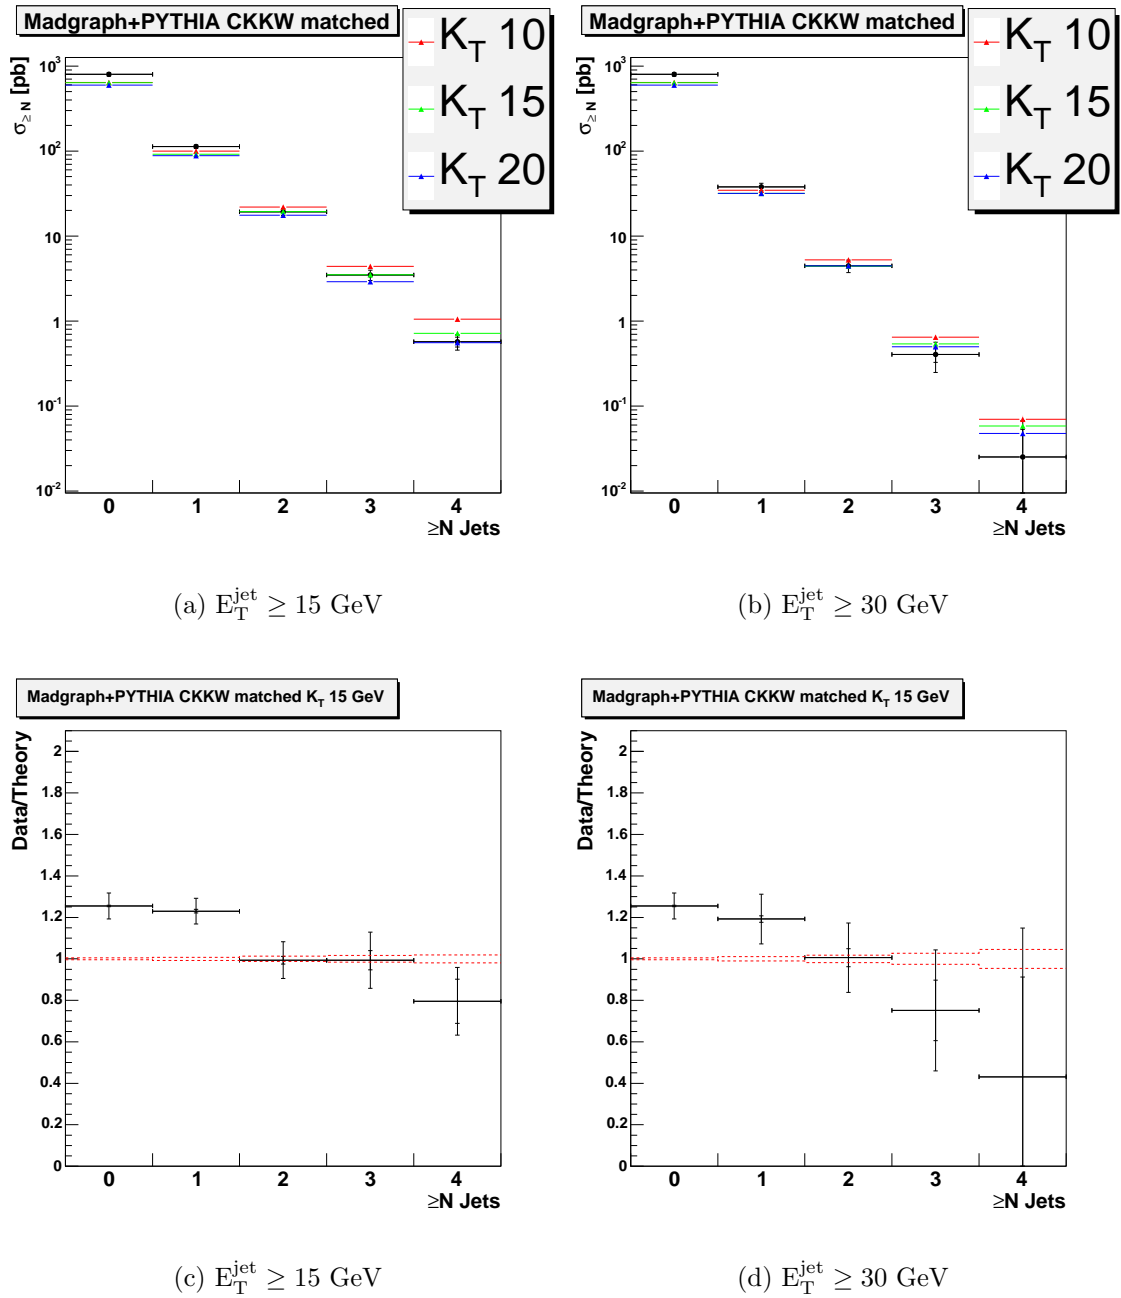 Madgraph+PYTHIA CKKW matched
K_T 10
K_T 15
K_T 20
σ_{≥ N} [pb]
10^3
10^2
10
1
10^{-1}
10^{-2}
0 1 2 3 4
≥N Jets
(a) E_T^{jet} ≥ 15 GeV
Madgraph+PYTHIA CKKW matched
K_T 10
K_T 15
K_T 20
σ_{≥ N} [pb]
10^3
10^2
10
1
10^{-1}
10^{-2}
0 1 2 3 4
≥N Jets
(b) E_T^{jet} ≥ 30 GeV
Madgraph+PYTHIA CKKW matched K_T 15 GeV
Data/Theory
2
1.8
1.6
1.4
1.2
1
0.8
0.6
0.4
0.2
0
0 1 2 3 4
≥N Jets
(c) E_T^{jet} ≥ 15 GeV
Madgraph+PYTHIA CKKW matched K_T 15 GeV
Data/Theory
2
1.8
1.6
1.4
1.2
1
0.8
0.6
0.4
0.2
0
0 1 2 3 4
≥N Jets
(d) E_T^{jet} ≥ 30 GeV